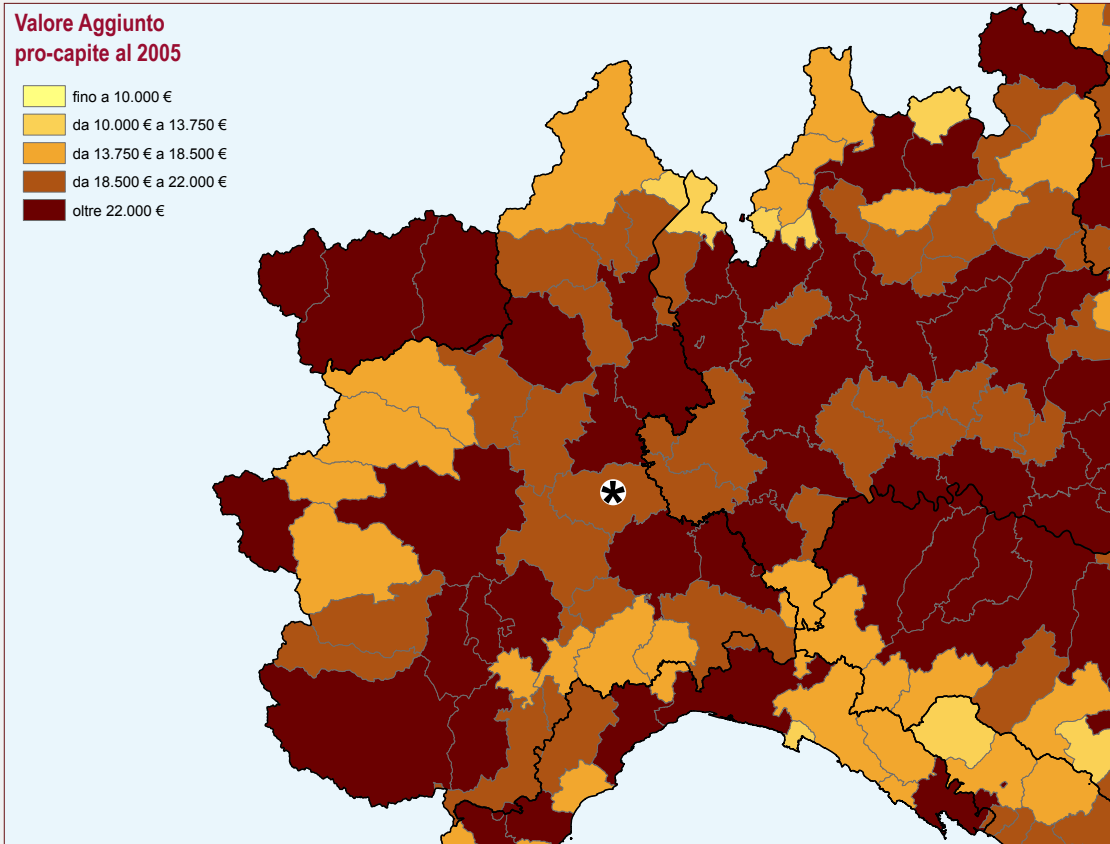 Valore Aggiunto
pro-capite al 2005
fino a 10.000 €
da 10.000 € a 13.750 €
da 13.750 € a 18.500 €
da 18.500 € a 22.000 €
oltre 22.000 €
*